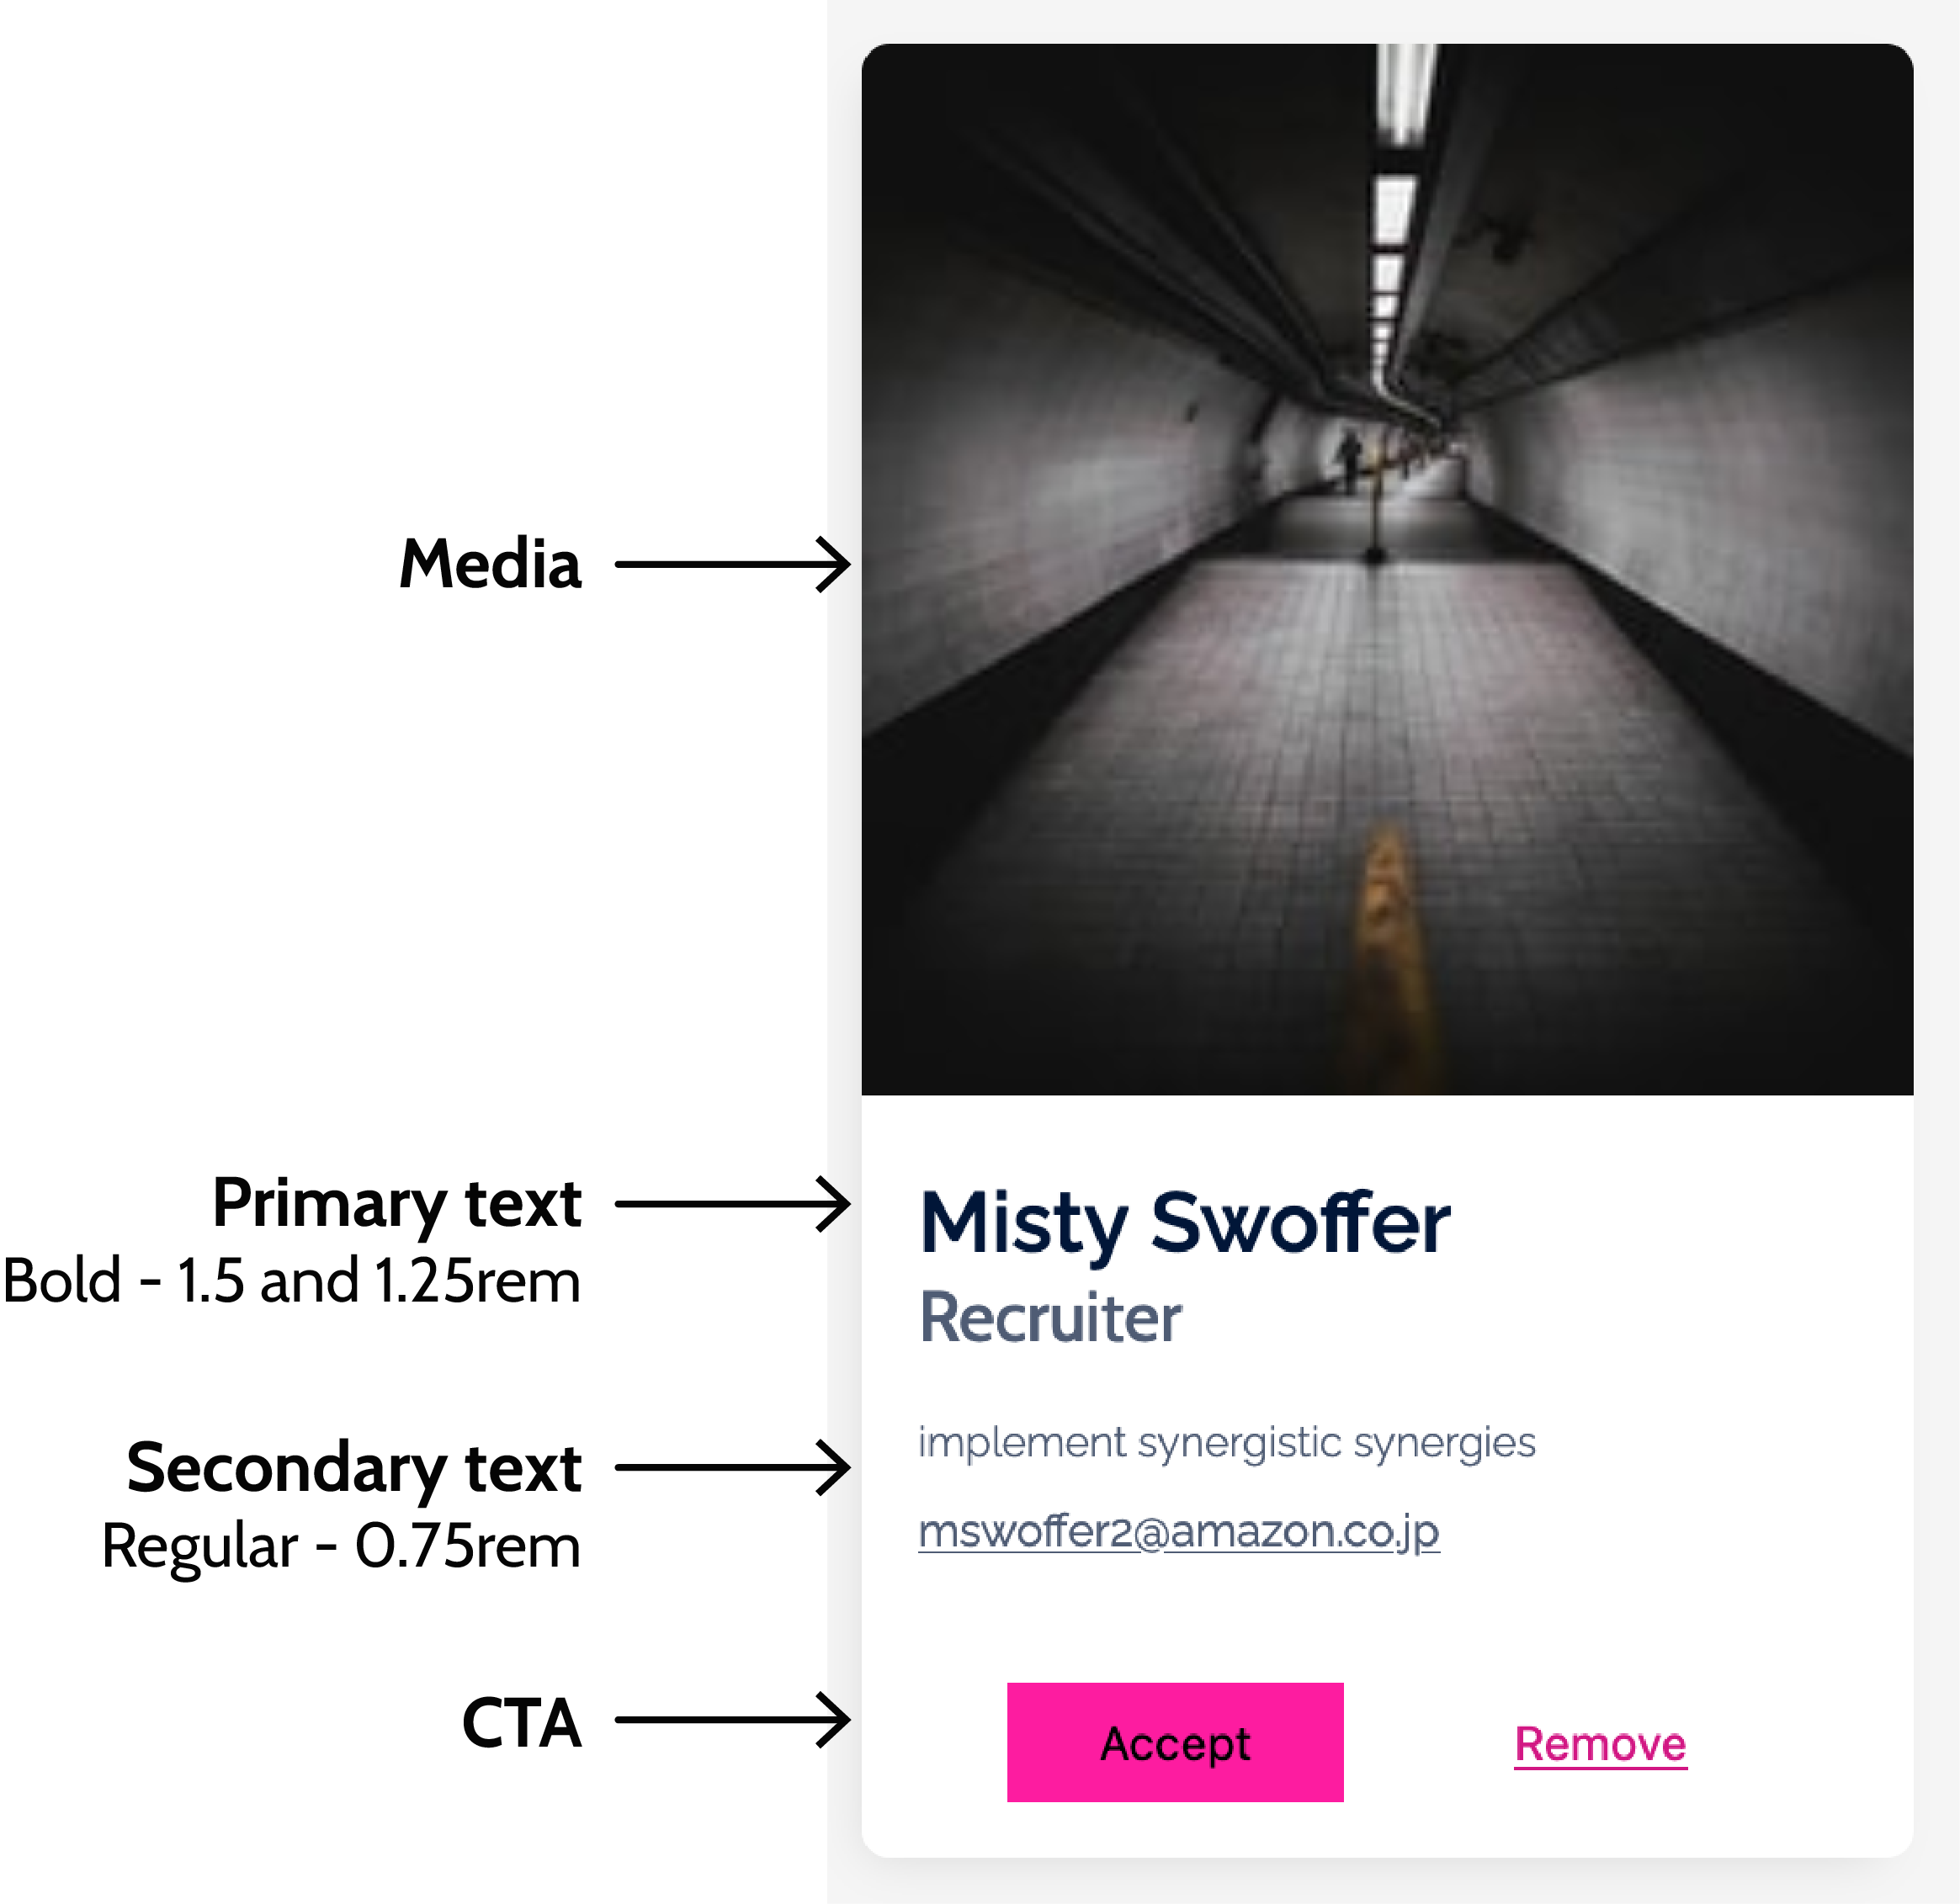 Media
Primary text
Bold - 1.5 and 1.25rem
Misty Swoffer
Recruiter
Secondary text
Regular - 0.75rem
implement synergistic synergies
mswoffer2@amazon.co.jp
CTA
Accept
Remove